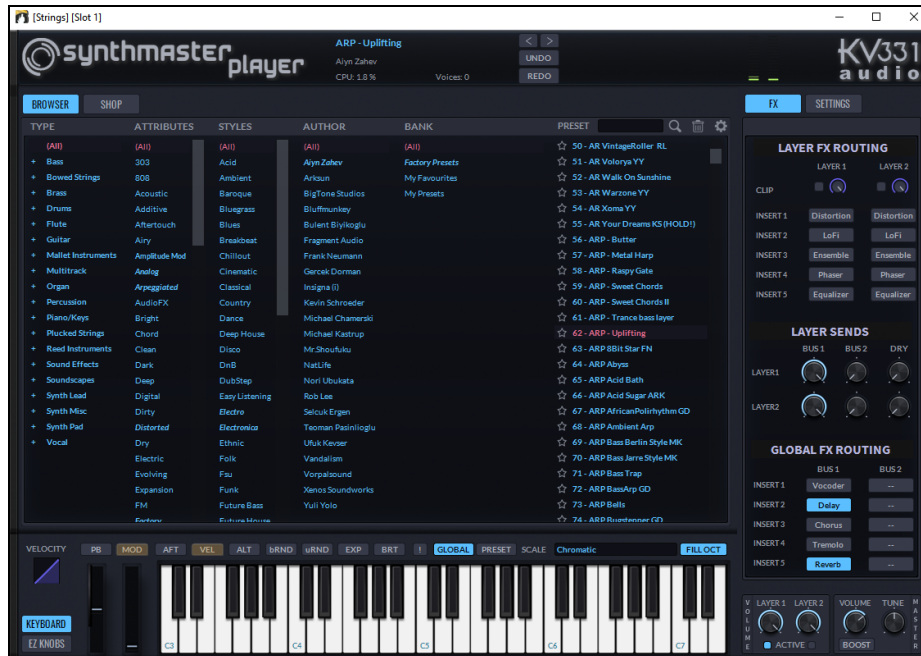 [Strings] [Slot 1]
synthmaster player
ARP - Uplifting
Aiyn Zahev
CPU: 1.8 %
Voices: 0
<
>
UNDO
REDO
KV331 audio
BROWSER
SHOP
FX
SETTINGS
TYPE
(All)
+ Bass
+ Bowed Strings
+ Brass
+ Drums
+ Flute
+ Guitar
+ Mallet Instruments
+ Multitrack
+ Organ
+ Percussion
+ Piano/Keys
+ Plucked Strings
+ Reed Instruments
+ Sound Effects
+ Soundscapes
+ Synth Lead
+ Synth Misc
+ Synth Pad
+ Vocal
ATTRIBUTES
(All)
303
808
Acoustic
Additive
Aftertouch
Airy
Amplitude Mod
Analog
Arpeggiated
AudioFX
Bright
Chord
Clean
Dark
Deep
Digital
Dirty
Distorted
Dry
Electric
Evolving
Expansion
FM
Factory
STYLES
(All)
Acid
Ambient
Baroque
Bluegrass
Blues
Breakbeat
Chillout
Cinematic
Classical
Country
Dance
Deep House
Disco
DnB
DubStep
Easy Listening
Electro
Electronica
Ethnic
Folk
Fsu
Funk
Future Bass
Future House
AUTHOR
(All)
Aiyn Zahev
Arksun
BigTone Studios
Bluffmunkey
Bulent Biyikoglu
Fragment Audio
Frank Neumann
Gercek Dorman
Insigna (i)
Kevin Schroeder
Michael Chamerski
Michael Kastrup
Mr.Shoufuku
NatLife
Nori Ubukata
Rob Lee
Selcuk Ergen
Teoman Pasinlioglu
Ufuk Kevser
Vandalism
Vorpalsound
Xenos Soundworks
Yuli Yolo
BANK
(All)
Factory Presets
My Favourites
My Presets
PRESET
50 - AR VintageRoller RL
51 - AR Volorya YY
52 - AR Walk On Sunshine
53 - AR Warzone YY
54 - AR Xoma YY
55 - AR Your Dreams KS (HOLD!)
56 - ARP - Butter
57 - ARP - Metal Harp
58 - ARP - Raspy Gate
59 - ARP - Sweet Chords
60 - ARP - Sweet Chords II
61 - ARP - Trance bass layer
62 - ARP - Uplifting
63 - ARP 8Bit Star FN
64 - ARP Abyss
65 - ARP Acid Bath
66 - ARP Acid Sugar ARK
67 - ARP AfricanPolirhythm GD
68 - ARP Ambient Arp
69 - ARP Bass Berlin Style MK
70 - ARP Bass Jarre Style MK
71 - ARP Bass Trap
72 - ARP BassArp GD
73 - ARP Bells
74 - ARP Bugstepper GD
LAYER FX ROUTING
LAYER 1 LAYER 2
CLIP
INSERT 1 Distortion Distortion
INSERT 2 LoFi LoFi
INSERT 3 Ensemble Ensemble
INSERT 4 Phaser Phaser
INSERT 5 Equalizer Equalizer
LAYER SENDS
BUS 1 BUS 2 DRY
LAYER1
LAYER2
GLOBAL FX ROUTING
BUS 1 BUS 2
INSERT 1 Vocoder --
INSERT 2 Delay --
INSERT 3 Chorus --
INSERT 4 Tremolo --
INSERT 5 Reverb --
VELOCITY PB MOD AFT VEL ALT bRND uRND EXP BRT ! GLOBAL PRESET SCALE Chromatic FILL OCT
KEYBOARD
EZ KNOBS
C3 C4 C5 C6 C7
VOLUME
LAYER 1 LAYER 2
ACTIVE
VOLUME TUNE
BOOST
MASTER